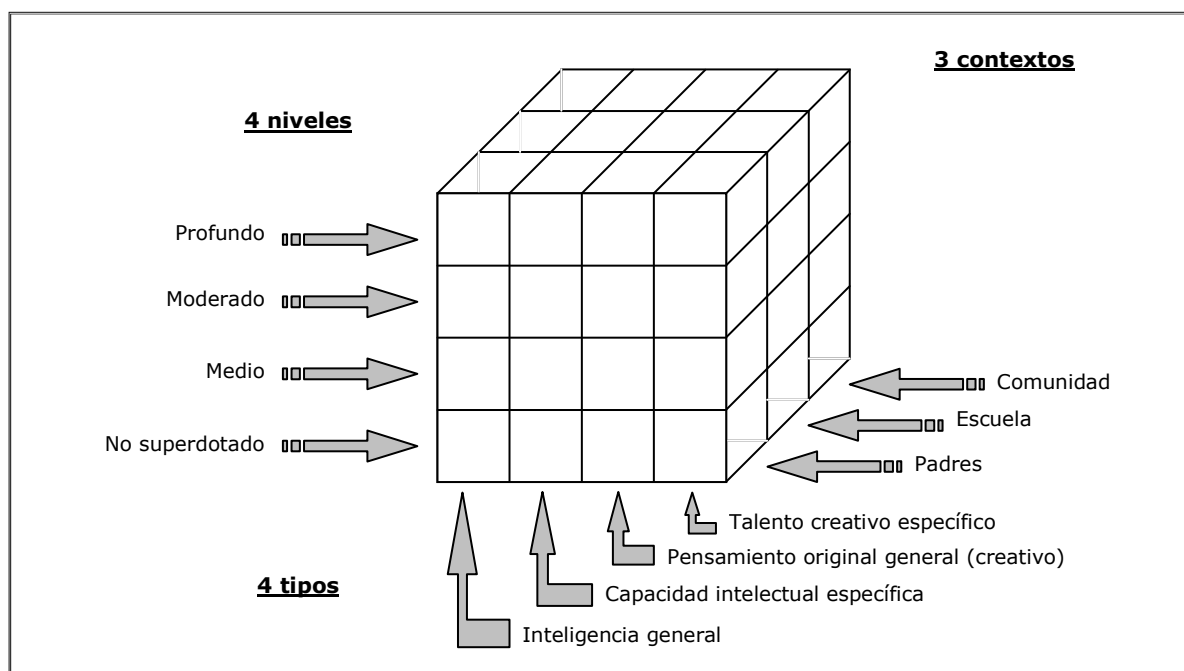 3 contextos
4 niveles
Profundo
Moderado
Medio
No superdotado
Comunidad
Escuela
Padres
Talento creativo específico
Pensamiento original general (creativo)
Capacidad intelectual específica
4 tipos
Inteligencia general